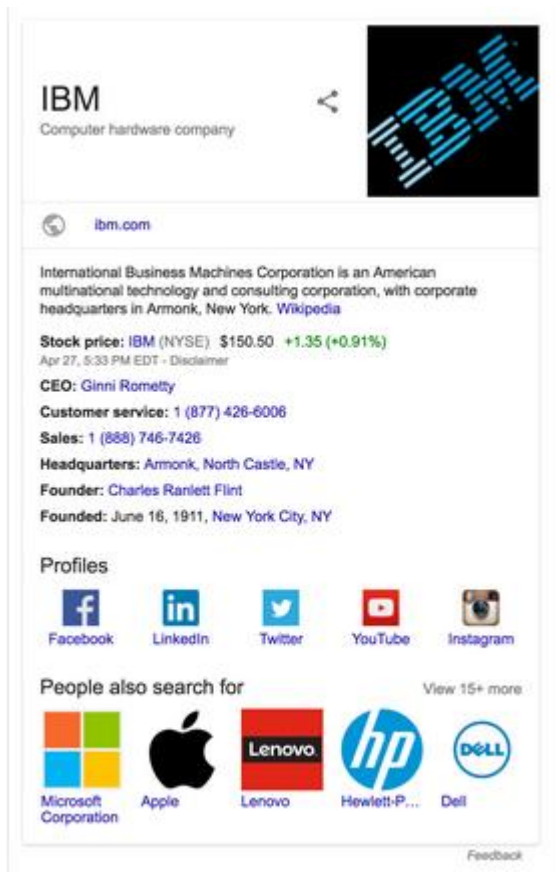 IBM
Computer hardware company
IBM
ibm.com
International Business Machines Corporation is an American
multinational technology and consulting corporation, with corporate
headquarters in Armonk, New York. Wikipedia
Stock price: IBM (NYSE) $150.50 +1.35 (+0.91%)
Apr 27, 5:33 PM EDT - Disclaimer
CEO: Ginni Rometty
Customer service: 1 (877) 426-6006
Sales: 1 (888) 746-7426
Headquarters: Armonk, North Castle, NY
Founder: Charles Ranlett Flint
Founded: June 16, 1911, New York City, NY
Profiles
f in
Facebook LinkedIn Twitter YouTube Instagram
People also search for View 15+ more
Lenovo hp DELL
Microsoft Apple Lenovo Hewlett-P... Dell
Corporation
Feedback